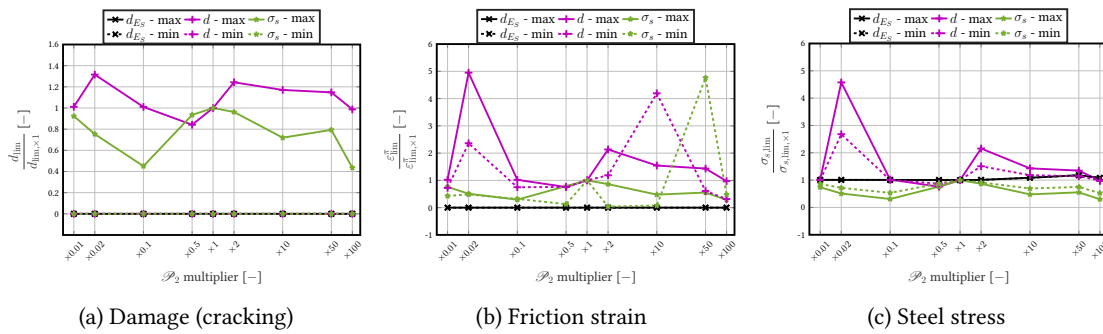 d_{E_S} - max d - max σ_s - max
d_{E_S} - min d - min σ_s - min
1.6
1.4
1.2
1
0.8
0.6
0.4
0.2
0
d_lim / d_lim,×1 [−]
×0.01 ×0.02 ×0.1 ×0.5 ×1 ×2 ×10 ×50 ×100
𝒫_2 multiplier [−]
(a) Damage (cracking)
d_{E_S} - max d - max σ_s - max
d_{E_S} - min d - min σ_s - min
6
5
4
3
2
1
0
-1
ε^π_lim / ε^π_lim,×1 [−]
×0.01 ×0.02 ×0.1 ×0.5 ×1 ×2 ×10 ×50 ×100
𝒫_2 multiplier [−]
(b) Friction strain
d_{E_S} - max d - max σ_s - max
d_{E_S} - min d - min σ_s - min
6
5
4
3
2
1
0
-1
σ_s,lim / σ_s,lim,×1 [−]
×0.01 ×0.02 ×0.1 ×0.5 ×1 ×2 ×10 ×50 ×100
𝒫_2 multiplier [−]
(c) Steel stress